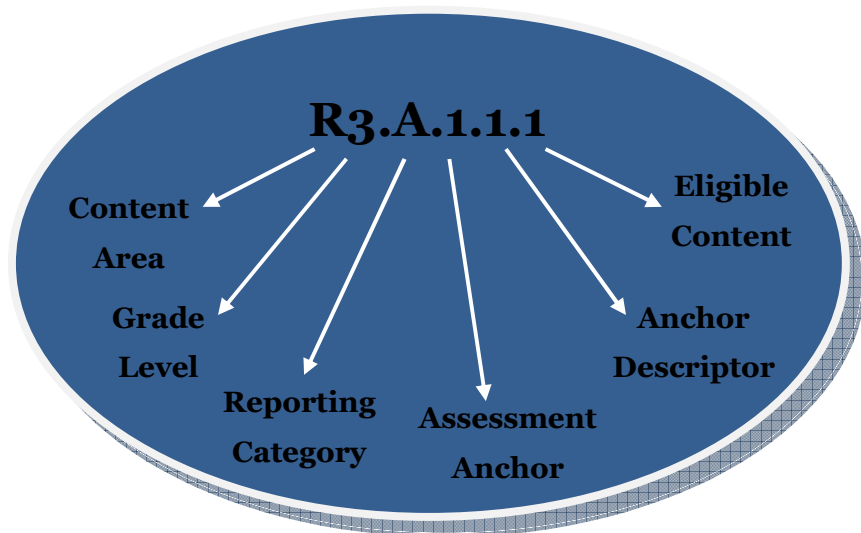 R3.A.1.1.1
Content
Area
Grade
Level
Reporting
Category
Assessment
Anchor
Anchor
Descriptor
Eligible
Content